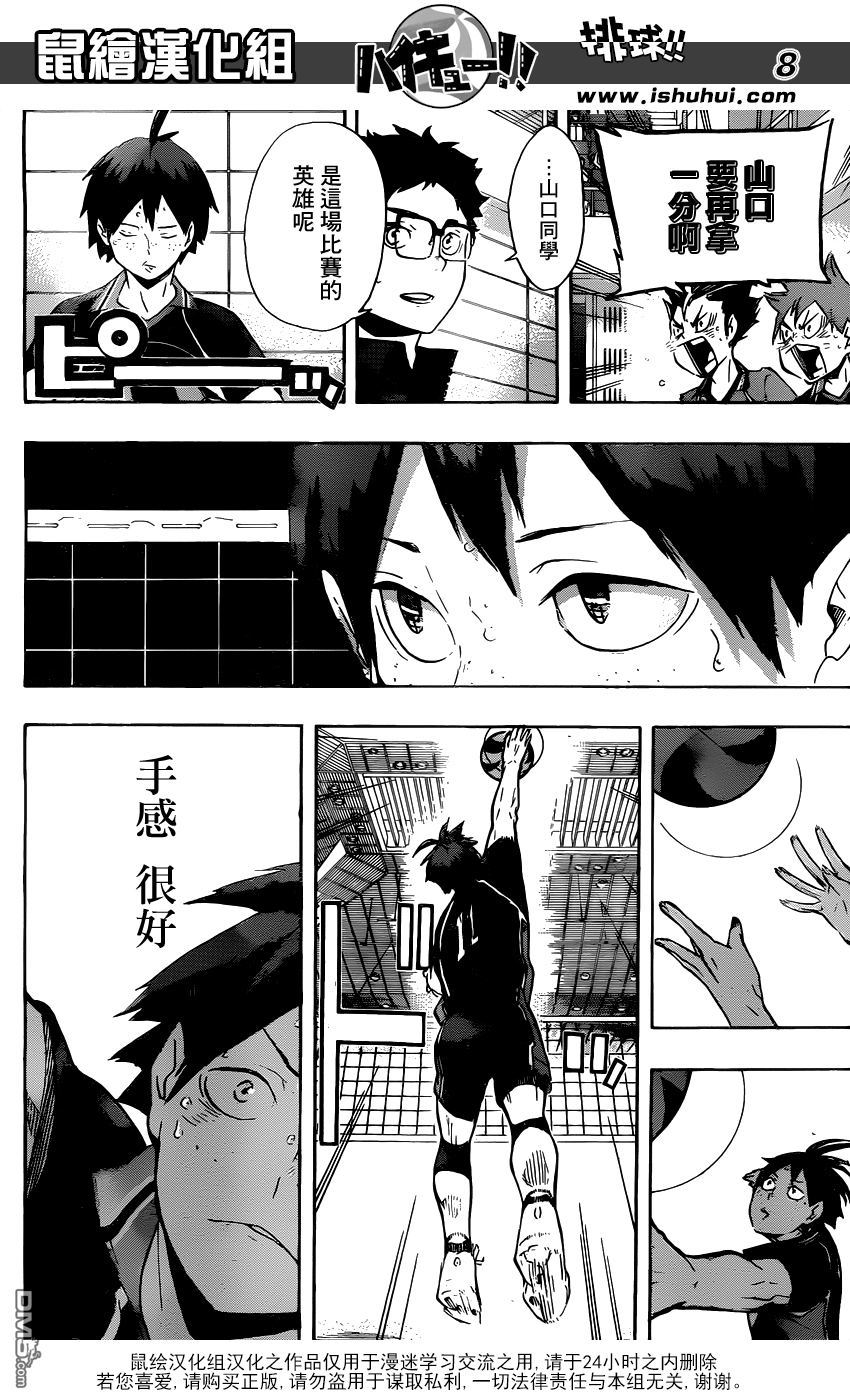 鼠繪漢化組
ハイキュー!!
排球!!
8
www.ishuhui.com
山口
要再拿
一分啊
…山口同學
是這場比賽的
英雄呢
ピーーッッ
手感 很好
鼠绘汉化组汉化之作品仅用于漫迷学习交流之用, 请于24小时之内删除
若您喜爱, 请购买正版, 请勿盗用于谋取私利, 一切法律责任与本组无关, 谢谢。